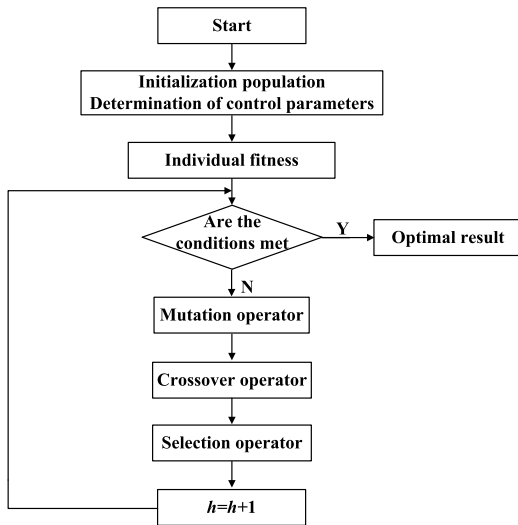 Start
Initialization population
Determination of control parameters
Individual fitness
Are the
conditions met
Y
Optimal result
N
Mutation operator
Crossover operator
Selection operator
h=h+1